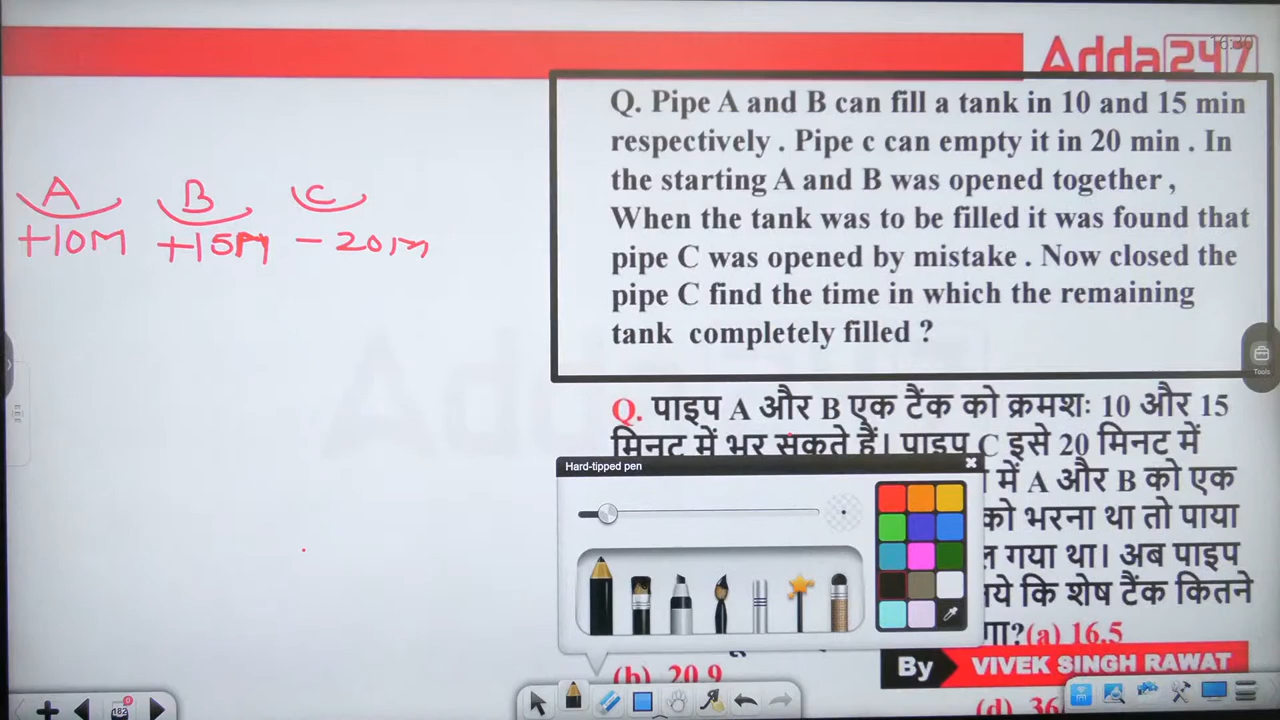 16:30
Adda247
Q. Pipe A and B can fill a tank in 10 and 15 min
respectively . Pipe c can empty it in 20 min . In
the starting A and B was opened together ,
When the tank was to be filled it was found that
pipe C was opened by mistake . Now closed the
pipe C find the time in which the remaining
tank completely filled ?
A B C
+10M +15M - 20m
Tools
Q. पाइप A और B एक टैंक को क्रमशः 10 और 15
मिनट में भर सकते हैं। पाइप C इसे 20 मिनट में
में A और B को एक
को भरना था तो पाया
गया था। अब पाइप
कि शेष टैंक कितने
(a) 16.5
(b) 20.9
(d) 36
Hard-tipped pen
By VIVEK SINGH RAWAT
182
0